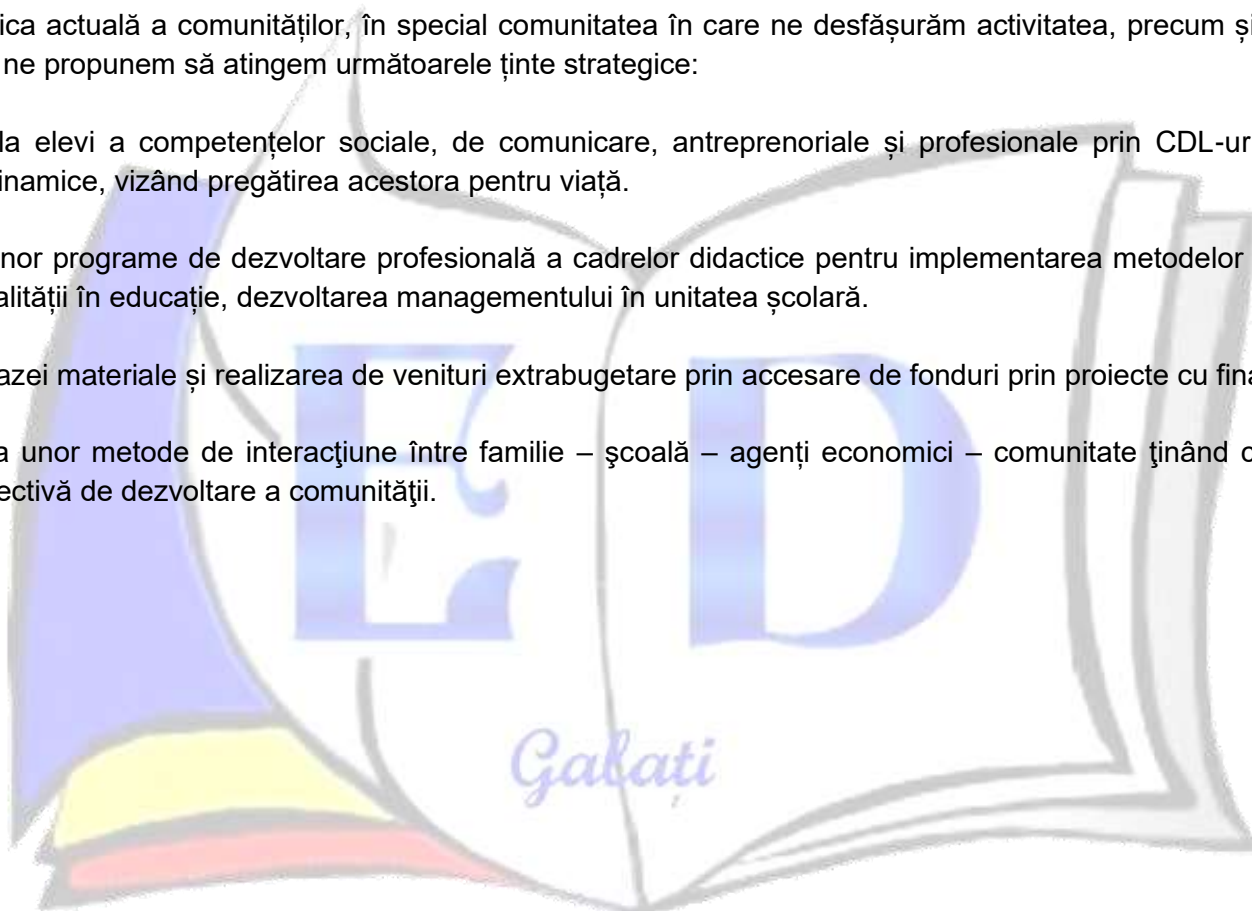 ica actuală a comunităților, în special comunitatea în care ne desfășurăm activitatea, precum și
ne propunem să atingem următoarele ținte strategice:
la elevi a competențelor sociale, de comunicare, antreprenoriale și profesionale prin CDL-ur
inamice, vizând pregătirea acestora pentru viață.
nor programe de dezvoltare profesională a cadrelor didactice pentru implementarea metodelor
alității în educație, dezvoltarea managementului în unitatea școlară.
azei materiale și realizarea de venituri extrabugetare prin accesare de fonduri prin proiecte cu fina
a unor metode de interacţiune între familie – şcoală – agenți economici – comunitate ţinând c
ectivă de dezvoltare a comunităţii.
E D
Galați